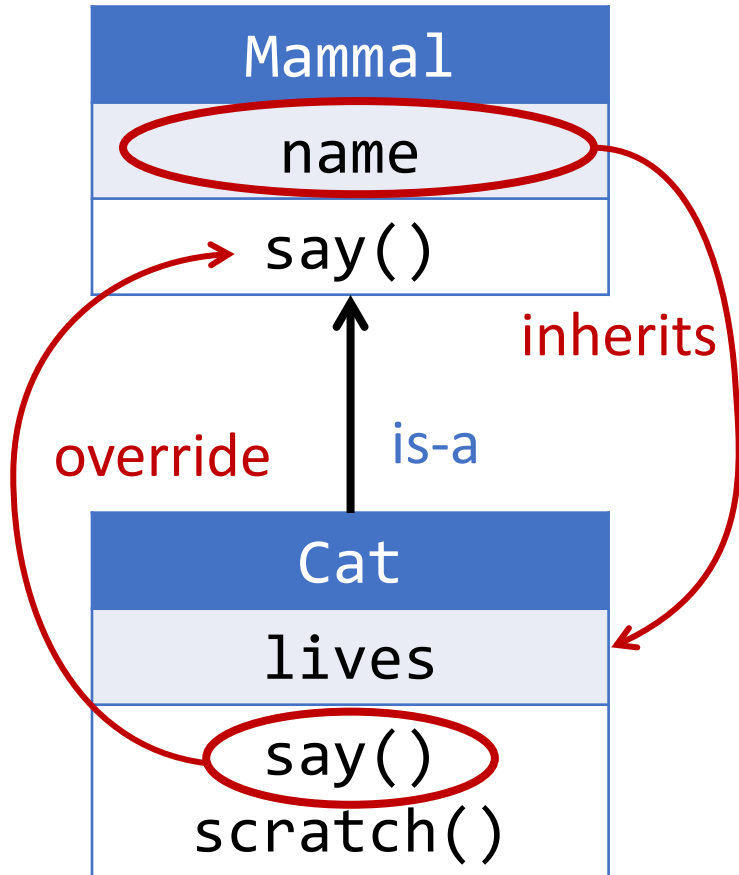 Mammal
name
say()
inherits
override
is-a
Cat
lives
say()
scratch()